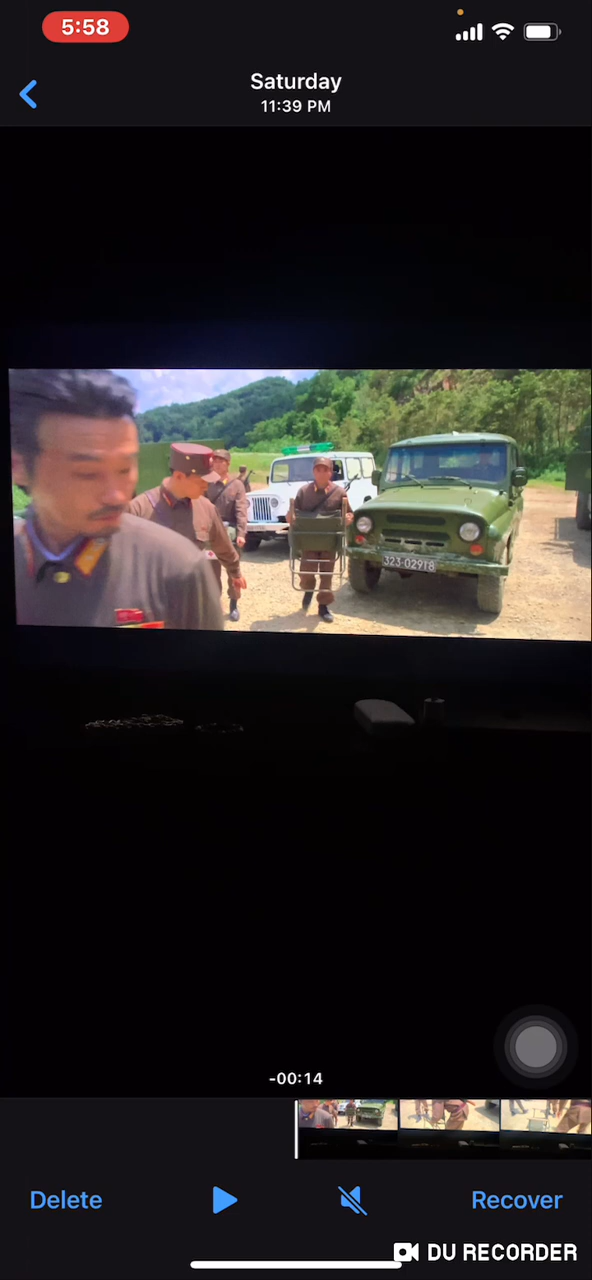 5:58
Saturday
11:39 PM
323-02918
-00:14
Delete
Recover
DU RECORDER